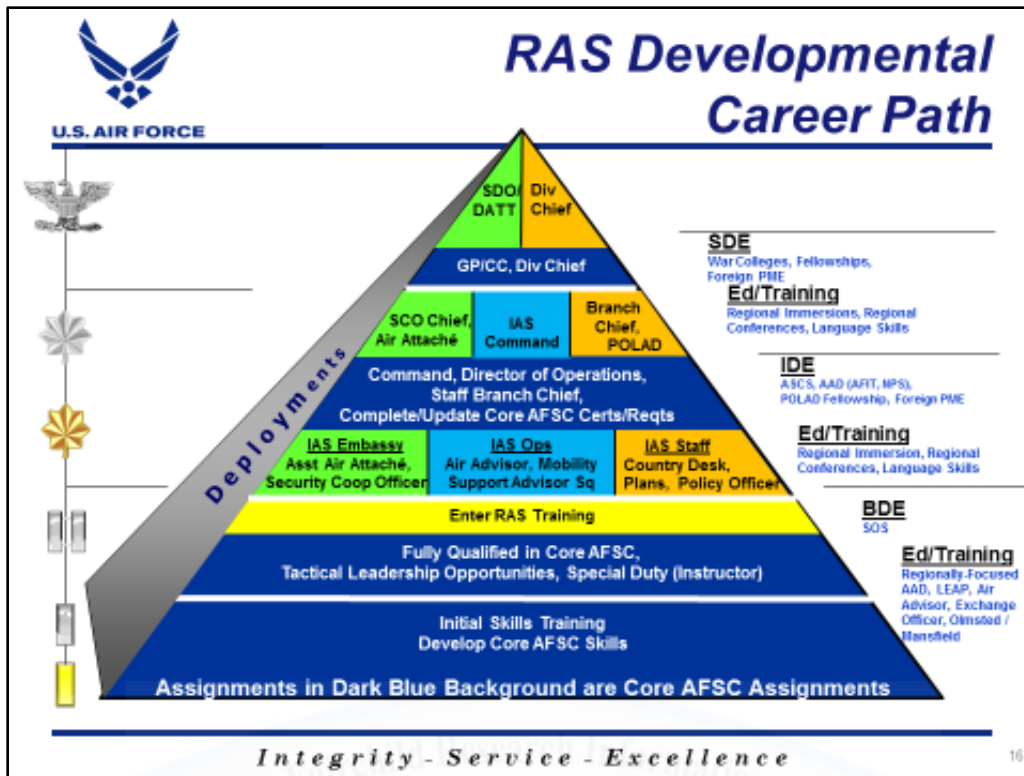 RAS Developmental
Career Path
U.S. AIR FORCE
SDO/
DATT
Div
Chief
GP/CC, Div Chief
SCO Chief,
Air Attaché
IAS
Command
Branch
Chief,
POLAD
Command, Director of Operations,
Staff Branch Chief,
Complete/Update Core AFSC Certs/Reqts
IAS Embassy
Asst Air Attaché,
Security Coop Officer
IAS Ops
Air Advisor, Mobility
Support Advisor Sq
IAS Staff
Country Desk,
Plans, Policy Officer
Enter RAS Training
Fully Qualified in Core AFSC,
Tactical Leadership Opportunities, Special Duty (Instructor)
Initial Skills Training
Develop Core AFSC Skills
Assignments in Dark Blue Background are Core AFSC Assignments
Deployments
SDE
War Colleges, Fellowships,
Foreign PME
Ed/Training
Regional Immersions, Regional
Conferences, Language Skills
IDE
ASCS, AAD (AFIT, NPS),
POLAD Fellowship, Foreign PME
Ed/Training
Regional Immersion, Regional
Conferences, Language Skills
BDE
SOS
Ed/Training
Regionally-Focused
AAD, LEAP, Air
Advisor, Exchange
Officer, Olmsted /
Mansfield
Integrity - Service - Excellence
16